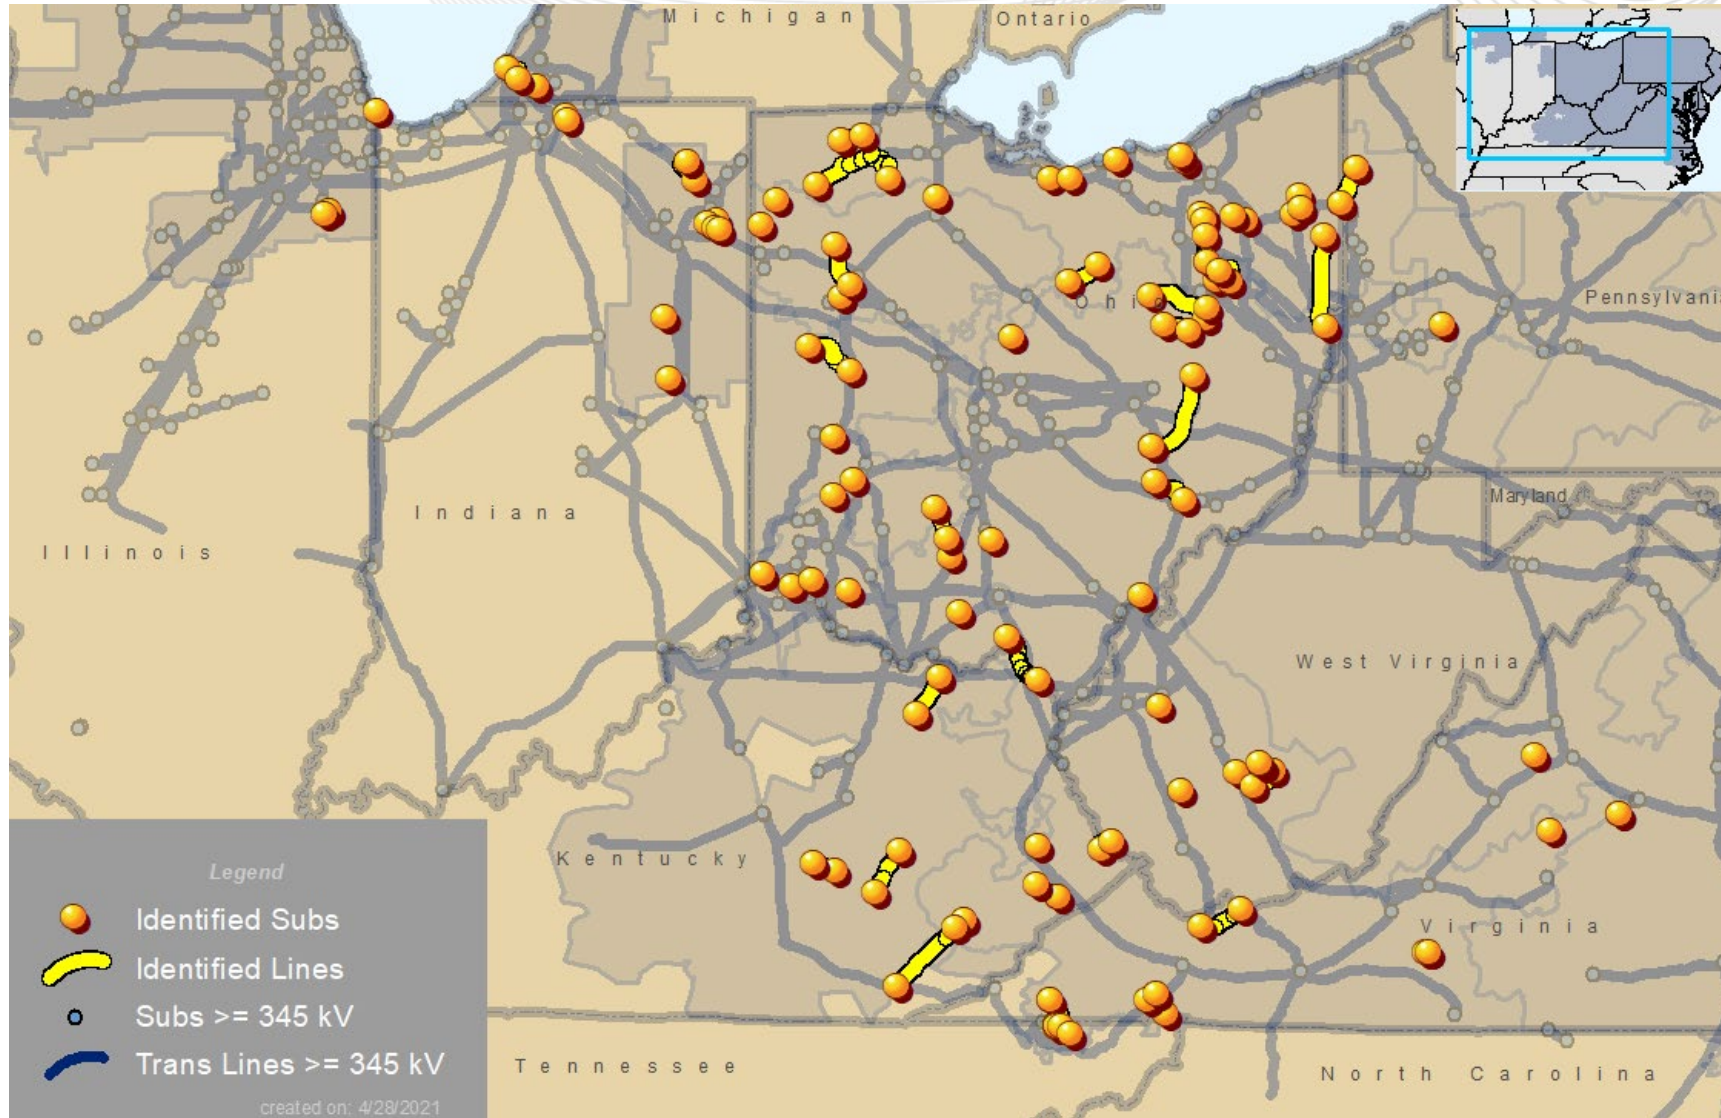 Michigan
Ontario
Ohio
Pennsylvania
Maryland
Indiana
Illinois
West Virginia
Kentucky
Virginia
Tennessee
North Carolina
Legend
Identified Subs
Identified Lines
Subs >= 345 kV
Trans Lines >= 345 kV
created on: 4/28/2021